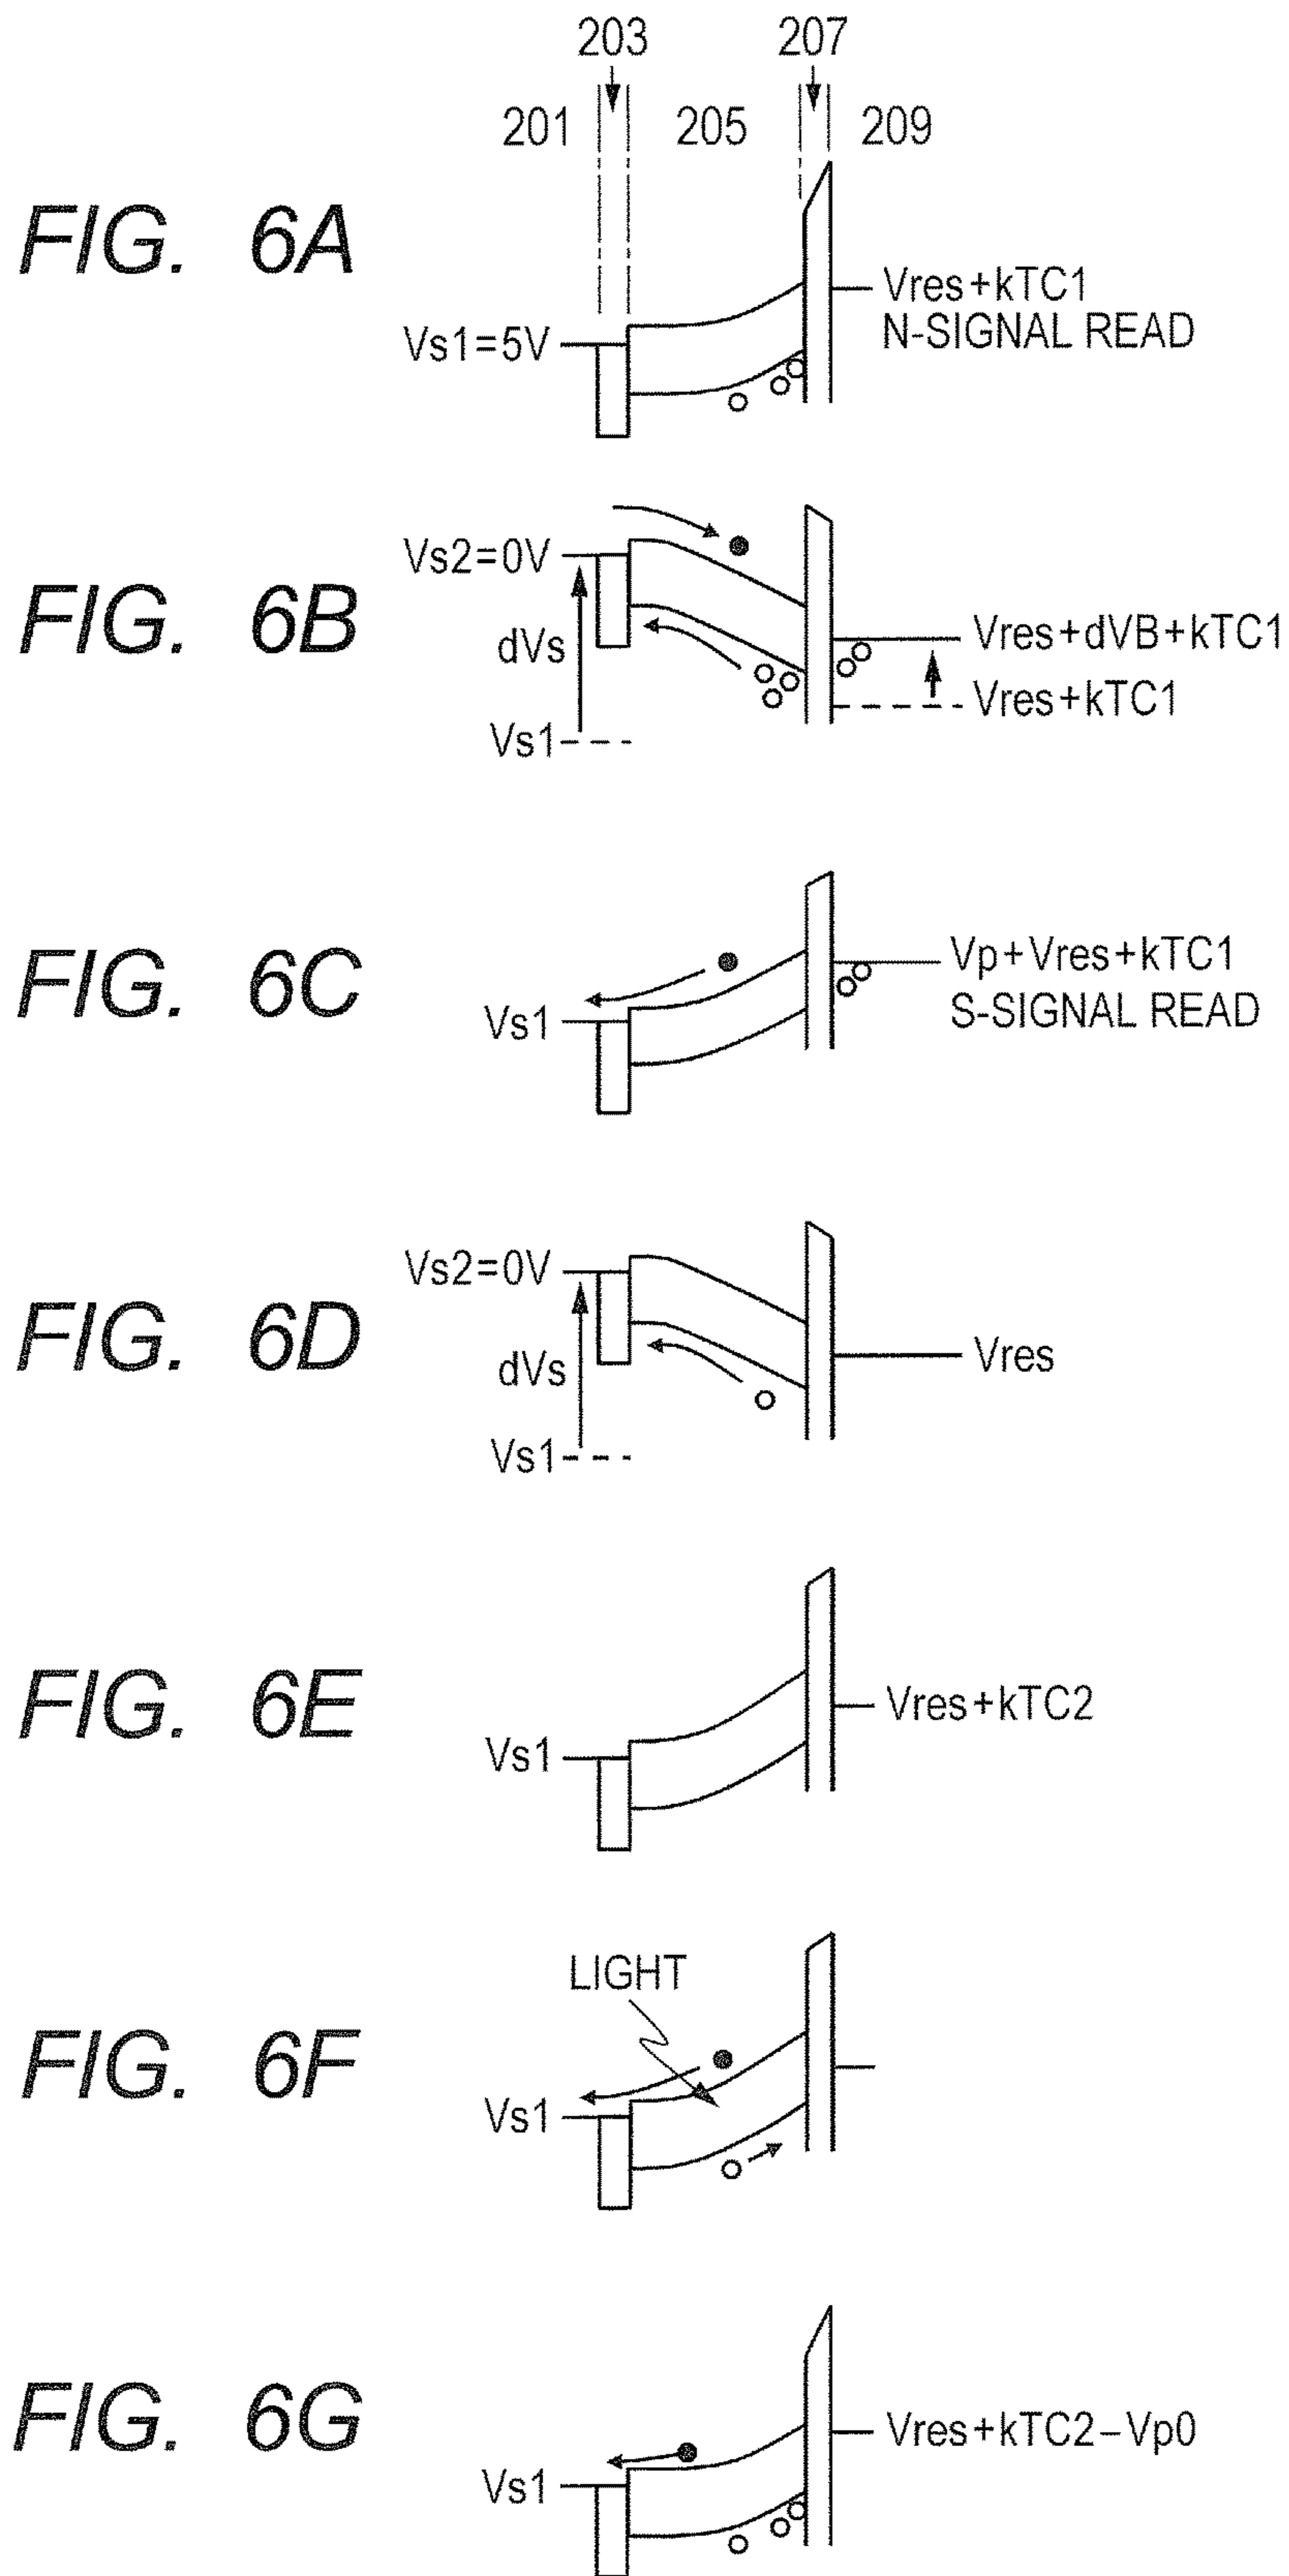 203 207
201 205 209
FIG. 6A
Vres+kTC1
N-SIGNAL READ
Vs1=5V
FIG. 6B
Vs2=0V
dVs
Vs1
Vres+dVB+kTC1
Vres+kTC1
FIG. 6C
Vs1
Vp+Vres+kTC1
S-SIGNAL READ
FIG. 6D
Vs2=0V
dVs
Vs1
Vres
FIG. 6E
Vs1
Vres+kTC2
FIG. 6F
LIGHT
Vs1
FIG. 6G
Vs1
Vres+kTC2-Vp0